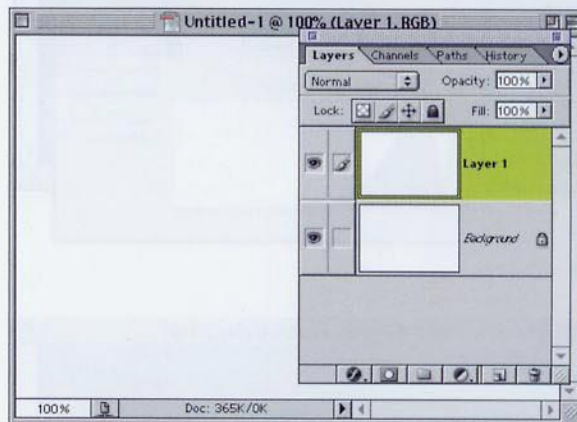 Untitled-1 @ 100% (Layer 1, RGB)
Layers Channels Paths History
Normal Opacity: 100%
Lock: Fill: 100%
Layer 1
Background
100% Doc: 365K/0K